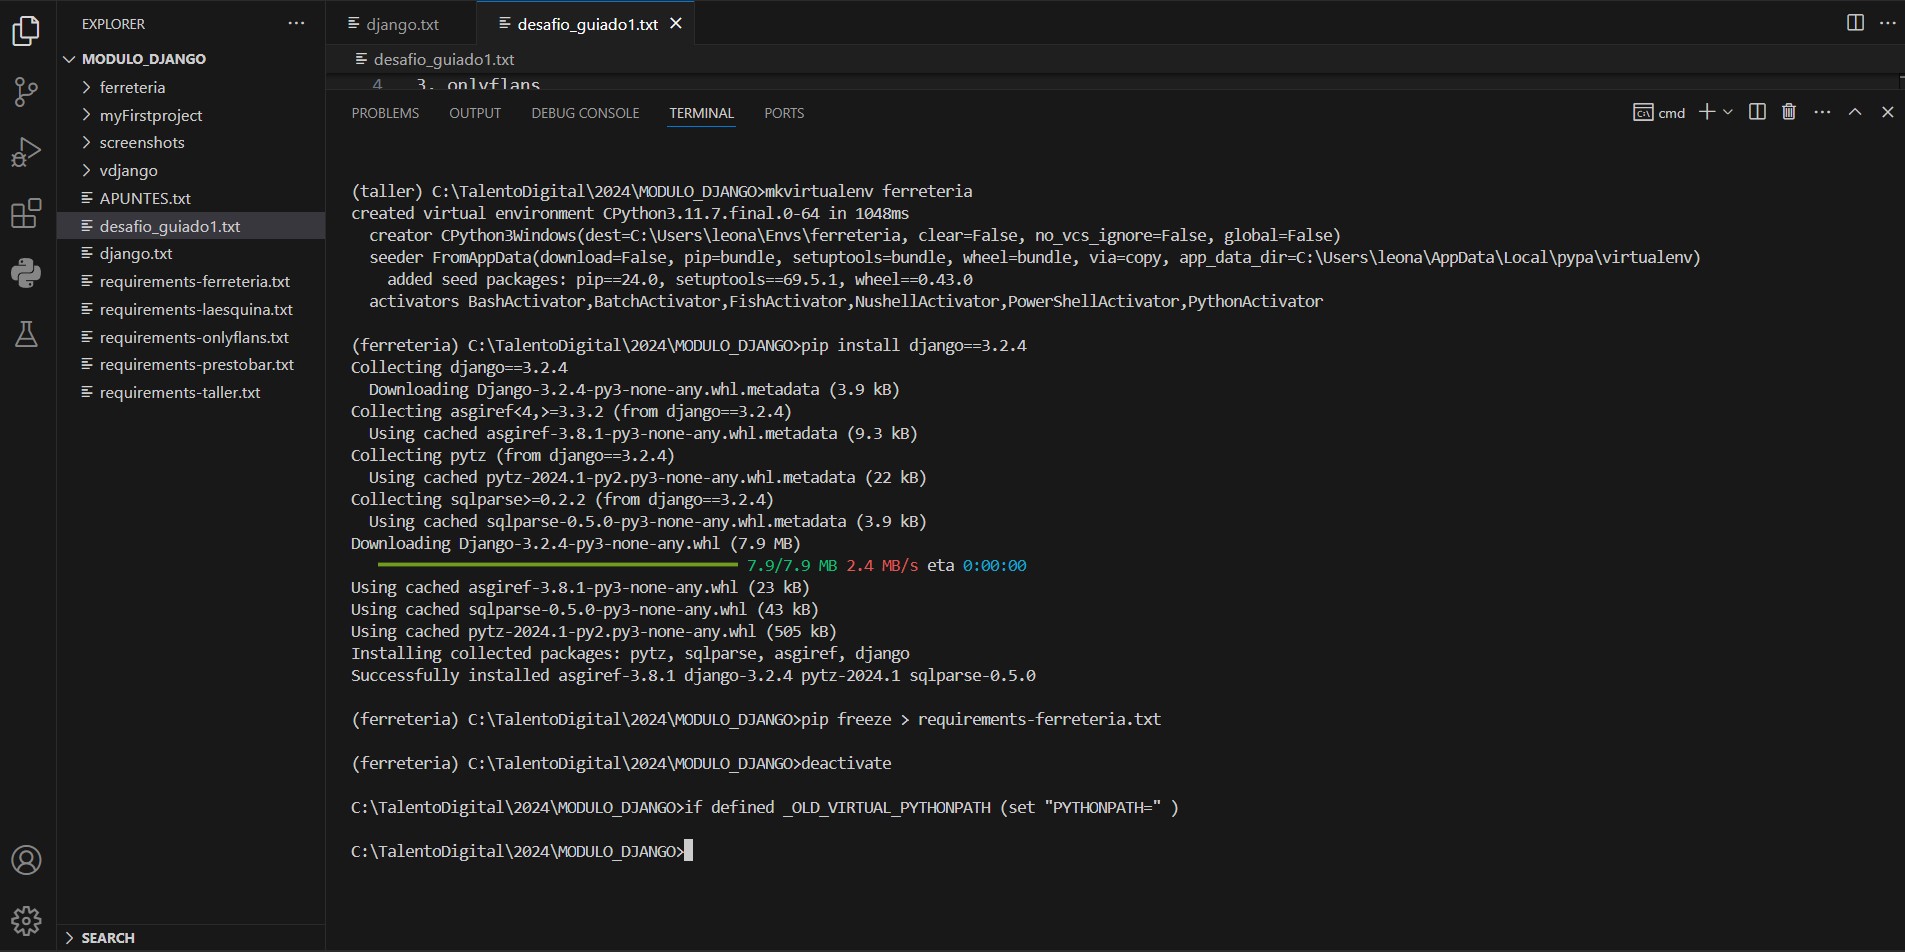 EXPLORER
MODULO_DJANGO
ferreteria
myFirstproject
screenshots
vdjango
APUNTES.txt
desafio_guiado1.txt
django.txt
requirements-ferreteria.txt
requirements-laesquina.txt
requirements-onlyflans.txt
requirements-prestobar.txt
requirements-taller.txt
SEARCH
django.txt
desafio_guiado1.txt
desafio_guiado1.txt
4 3. onlyflans
PROBLEMS OUTPUT DEBUG CONSOLE TERMINAL PORTS
cmd
(taller) C:\TalentoDigital\2024\MODULO_DJANGO>mkvirtualenv ferreteria
created virtual environment CPython3.11.7.final.0-64 in 1048ms
creator CPython3Windows(dest=C:\Users\leona\Envs\ferreteria, clear=False, no_vcs_ignore=False, global=False)
seeder FromAppData(download=False, pip=bundle, setuptools=bundle, wheel=bundle, via=copy, app_data_dir=C:\Users\leona\AppData\Local\pypa\virtualenv)
added seed packages: pip==24.0, setuptools==69.5.1, wheel==0.43.0
activators BashActivator,BatchActivator,FishActivator,NushellActivator,PowerShellActivator,PythonActivator
(ferreteria) C:\TalentoDigital\2024\MODULO_DJANGO>pip install django==3.2.4
Collecting django==3.2.4
Downloading Django-3.2.4-py3-none-any.whl.metadata (3.9 kB)
Collecting asgiref<4,>=3.3.2 (from django==3.2.4)
Using cached asgiref-3.8.1-py3-none-any.whl.metadata (9.3 kB)
Collecting pytz (from django==3.2.4)
Using cached pytz-2024.1-py2.py3-none-any.whl.metadata (22 kB)
Collecting sqlparse>=0.2.2 (from django==3.2.4)
Using cached sqlparse-0.5.0-py3-none-any.whl.metadata (3.9 kB)
Downloading Django-3.2.4-py3-none-any.whl (7.9 MB)
7.9/7.9 MB 2.4 MB/s eta 0:00:00
Using cached asgiref-3.8.1-py3-none-any.whl (23 kB)
Using cached sqlparse-0.5.0-py3-none-any.whl (43 kB)
Using cached pytz-2024.1-py2.py3-none-any.whl (505 kB)
Installing collected packages: pytz, sqlparse, asgiref, django
Successfully installed asgiref-3.8.1 django-3.2.4 pytz-2024.1 sqlparse-0.5.0
(ferreteria) C:\TalentoDigital\2024\MODULO_DJANGO>pip freeze > requirements-ferreteria.txt
(ferreteria) C:\TalentoDigital\2024\MODULO_DJANGO>deactivate
C:\TalentoDigital\2024\MODULO_DJANGO>if defined _OLD_VIRTUAL_PYTHONPATH (set "PYTHONPATH=" )
C:\TalentoDigital\2024\MODULO_DJANGO>